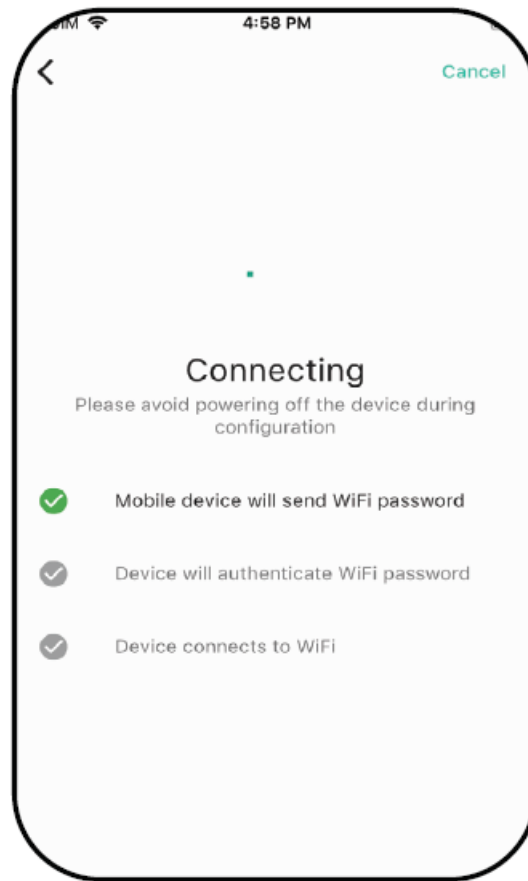 4:58 PM
Cancel
Connecting
Please avoid powering off the device during
configuration
Mobile device will send WiFi password
Device will authenticate WiFi password
Device connects to WiFi